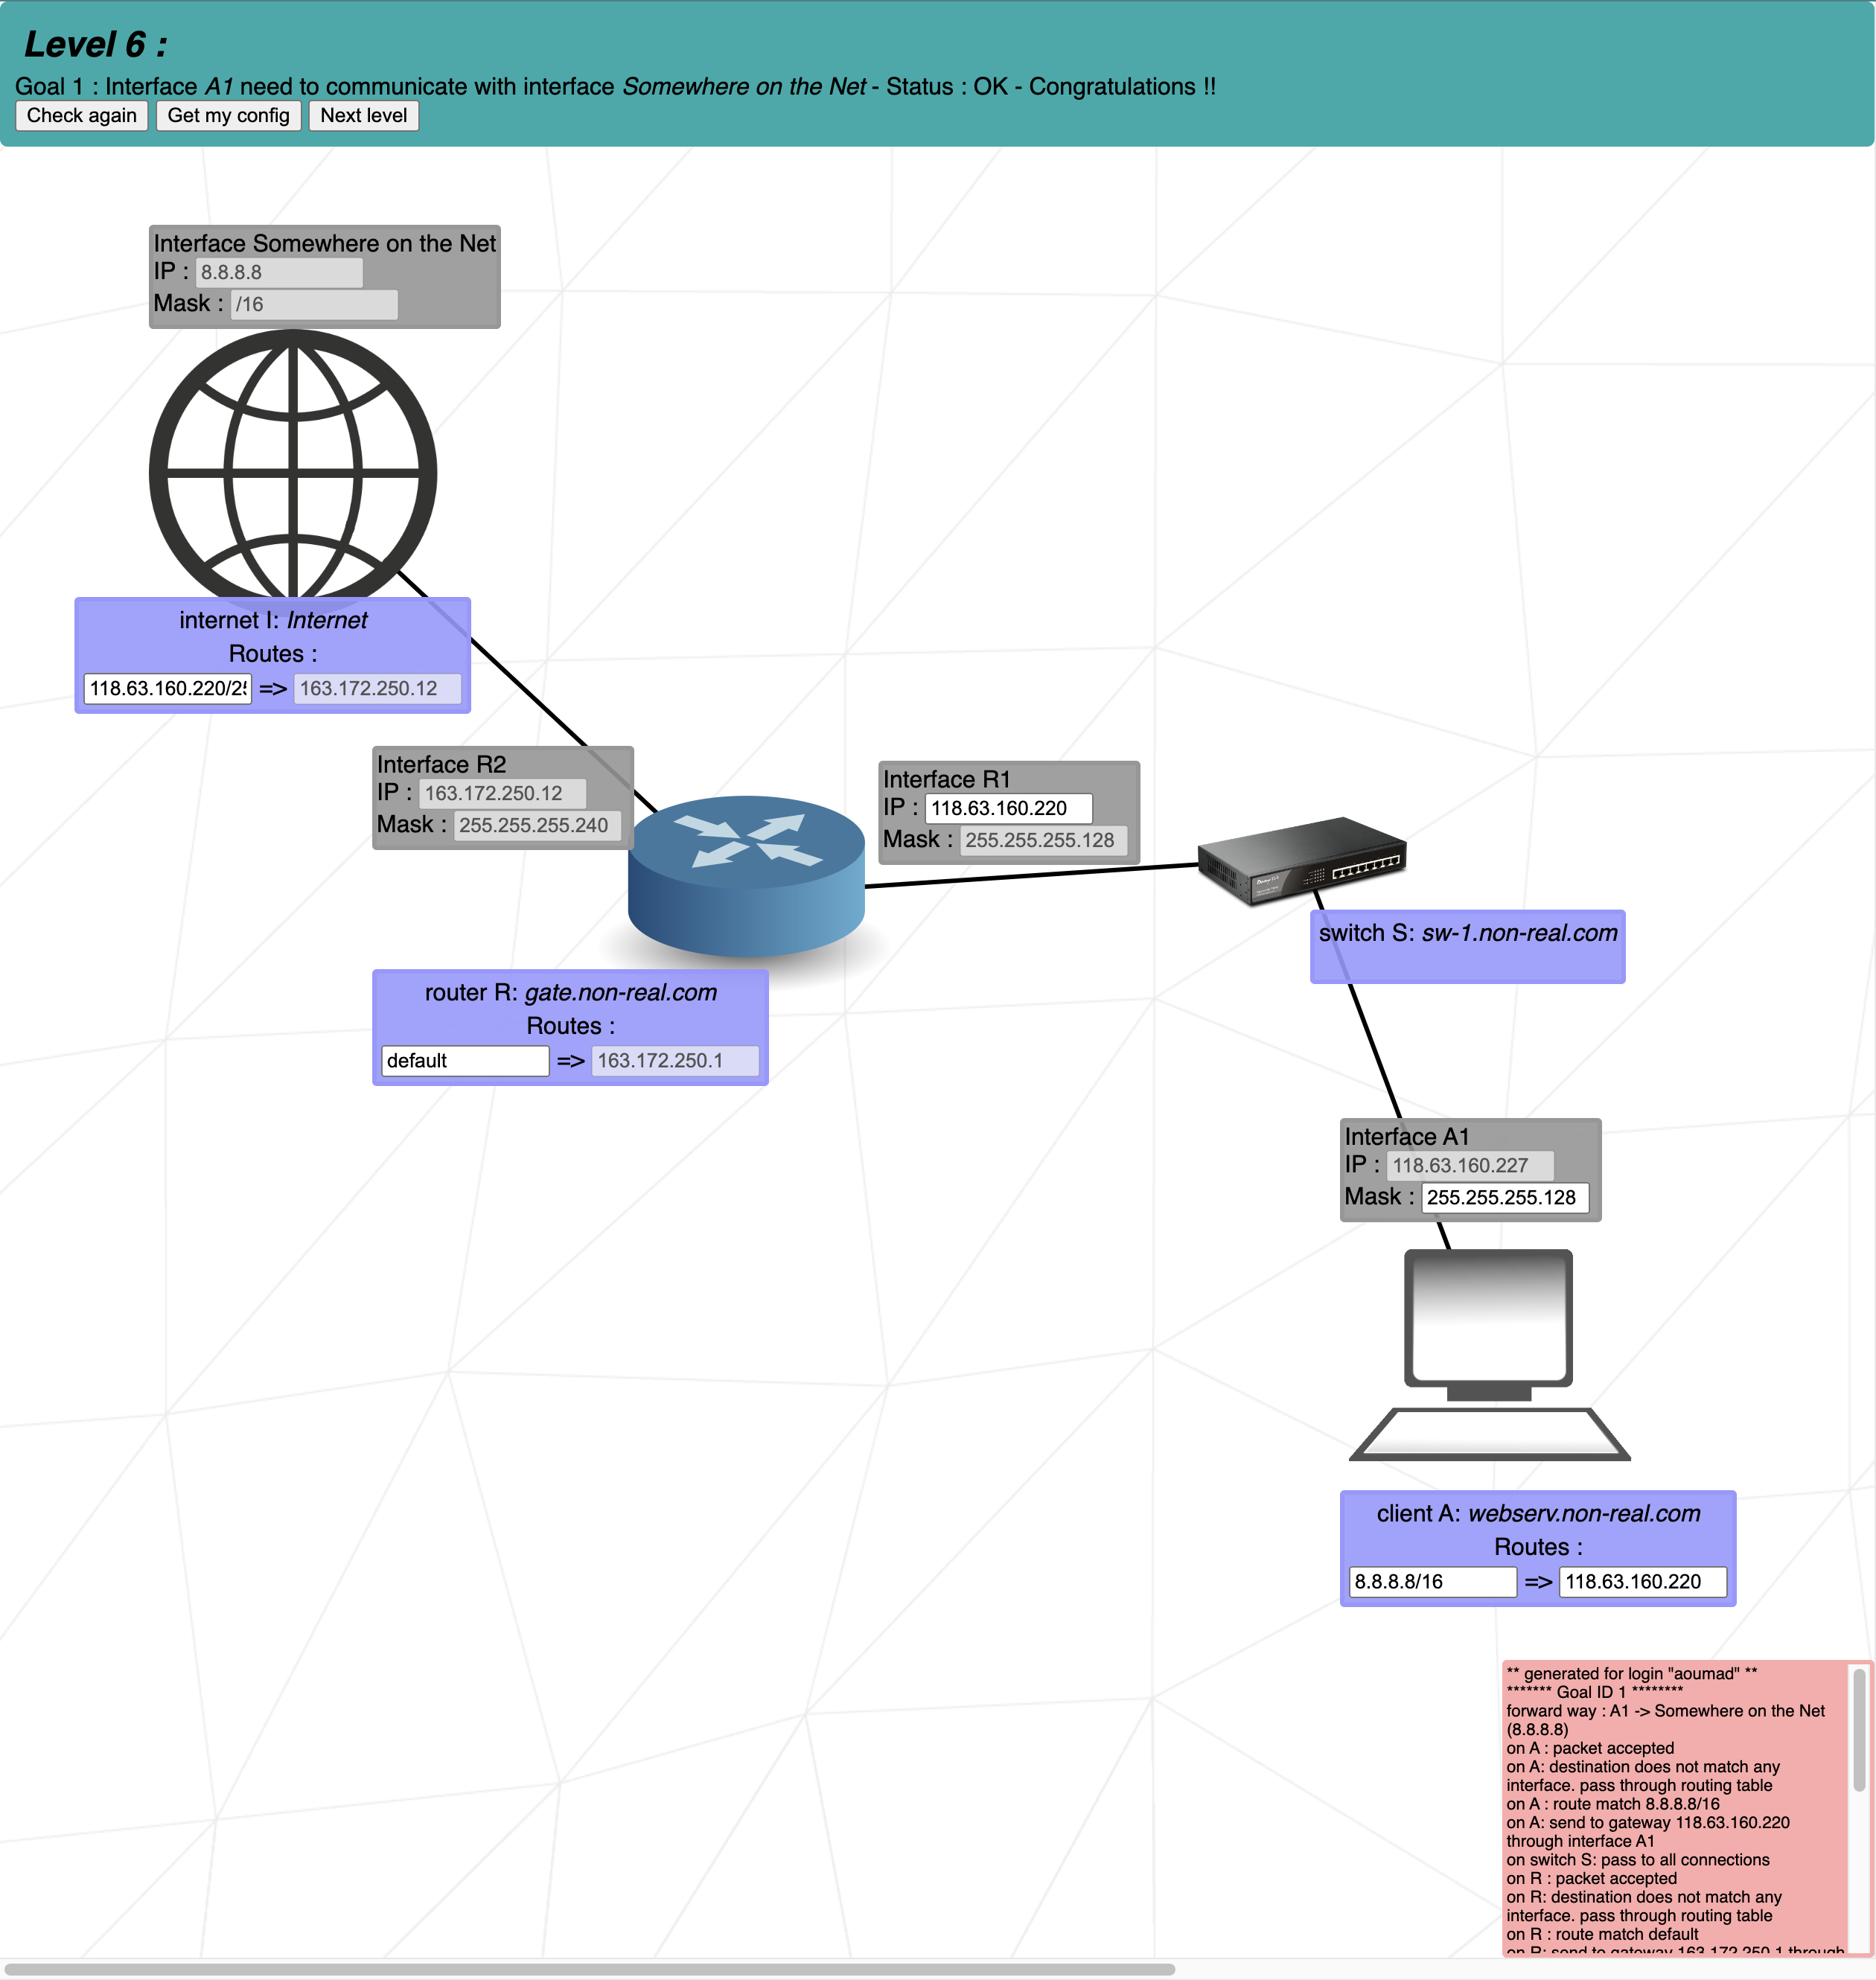 Level 6 :
Goal 1 : Interface A1 need to communicate with interface Somewhere on the Net - Status : OK - Congratulations !!
Check again Get my config Next level
Interface Somewhere on the Net
IP : 8.8.8.8
Mask : /16
internet I: Internet
Routes :
118.63.160.220/2 => 163.172.250.12
Interface R2
IP : 163.172.250.12
Mask : 255.255.255.240
Interface R1
IP : 118.63.160.220
Mask : 255.255.255.128
switch S: sw-1.non-real.com
router R: gate.non-real.com
Routes :
default => 163.172.250.1
Interface A1
IP : 118.63.160.227
Mask : 255.255.255.128
client A: webserv.non-real.com
Routes :
8.8.8.8/16 => 118.63.160.220
** generated for login "aoumad" **
******* Goal ID 1 ********
forward way : A1 -> Somewhere on the Net
(8.8.8.8)
on A : packet accepted
on A: destination does not match any
interface. pass through routing table
on A : route match 8.8.8.8/16
on A: send to gateway 118.63.160.220
through interface A1
on switch S: pass to all connections
on R : packet accepted
on R: destination does not match any
interface. pass through routing table
on R : route match default
on R: send to gateway 163.172.250.1 through